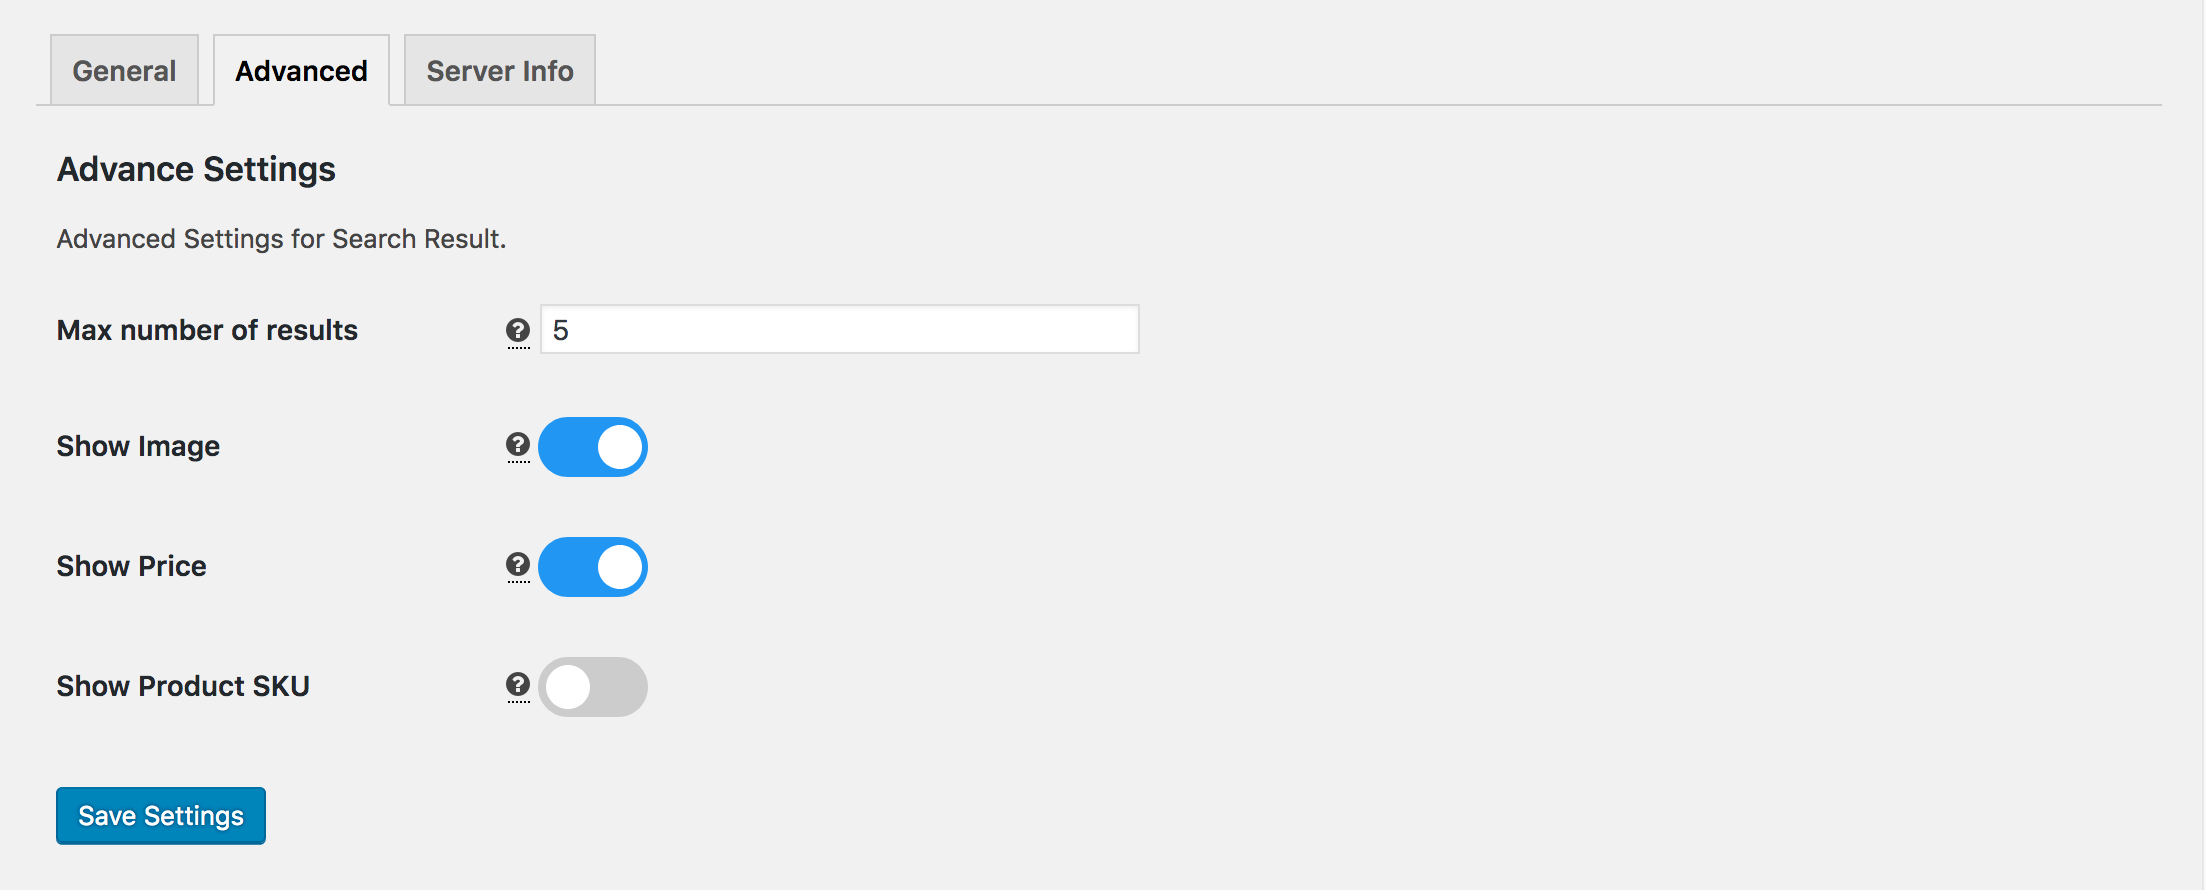 General Advanced Server Info
Advance Settings
Advanced Settings for Search Result.
Max number of results ? 5
Show Image ?
Show Price ?
Show Product SKU ?
Save Settings